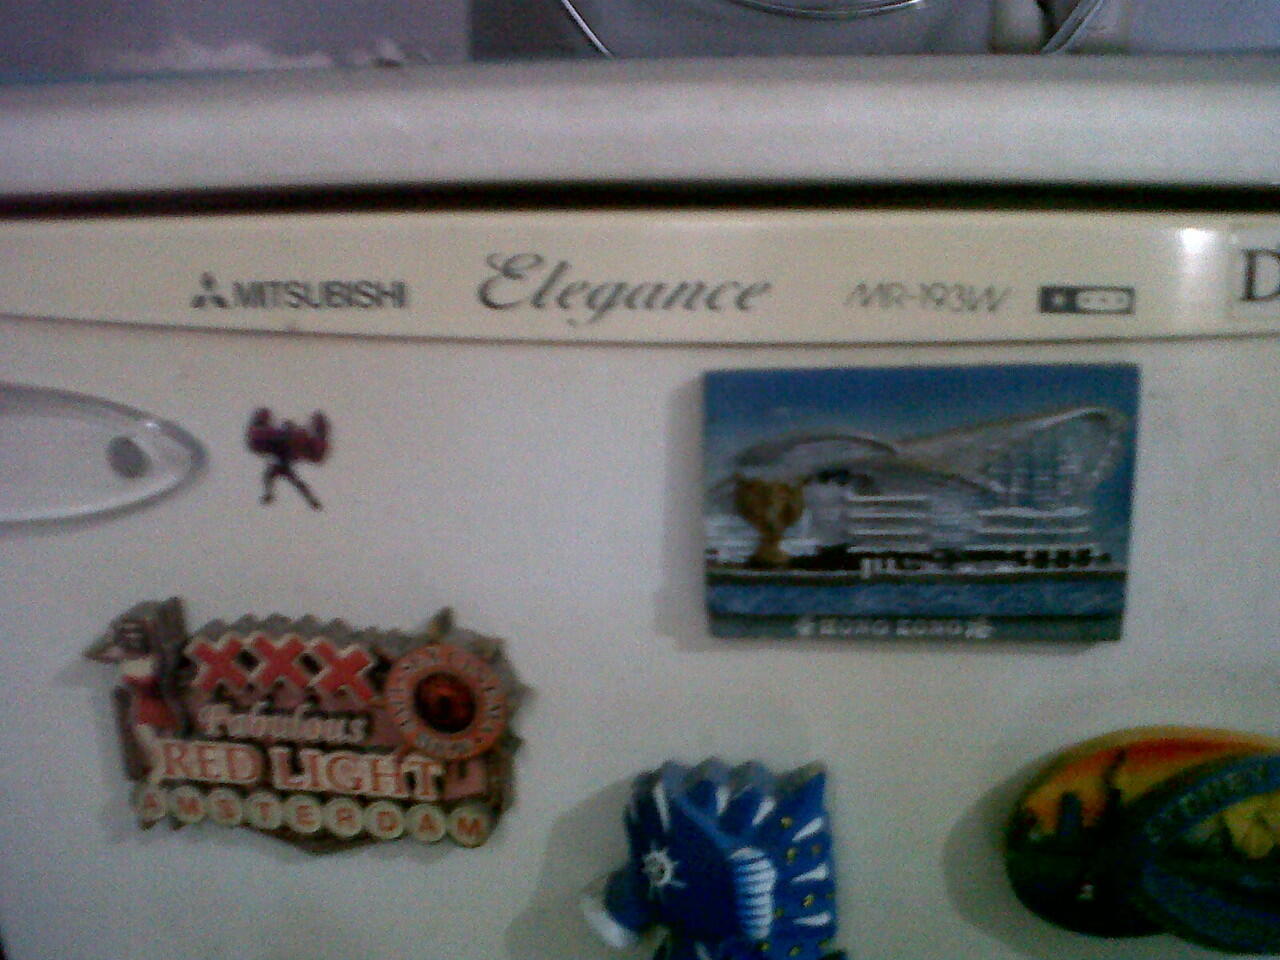 MITSUBISHI Elegance MR-193W
D
HONG KONG
XXX
Fabulous
RED LIGHT
AMSTERDAM